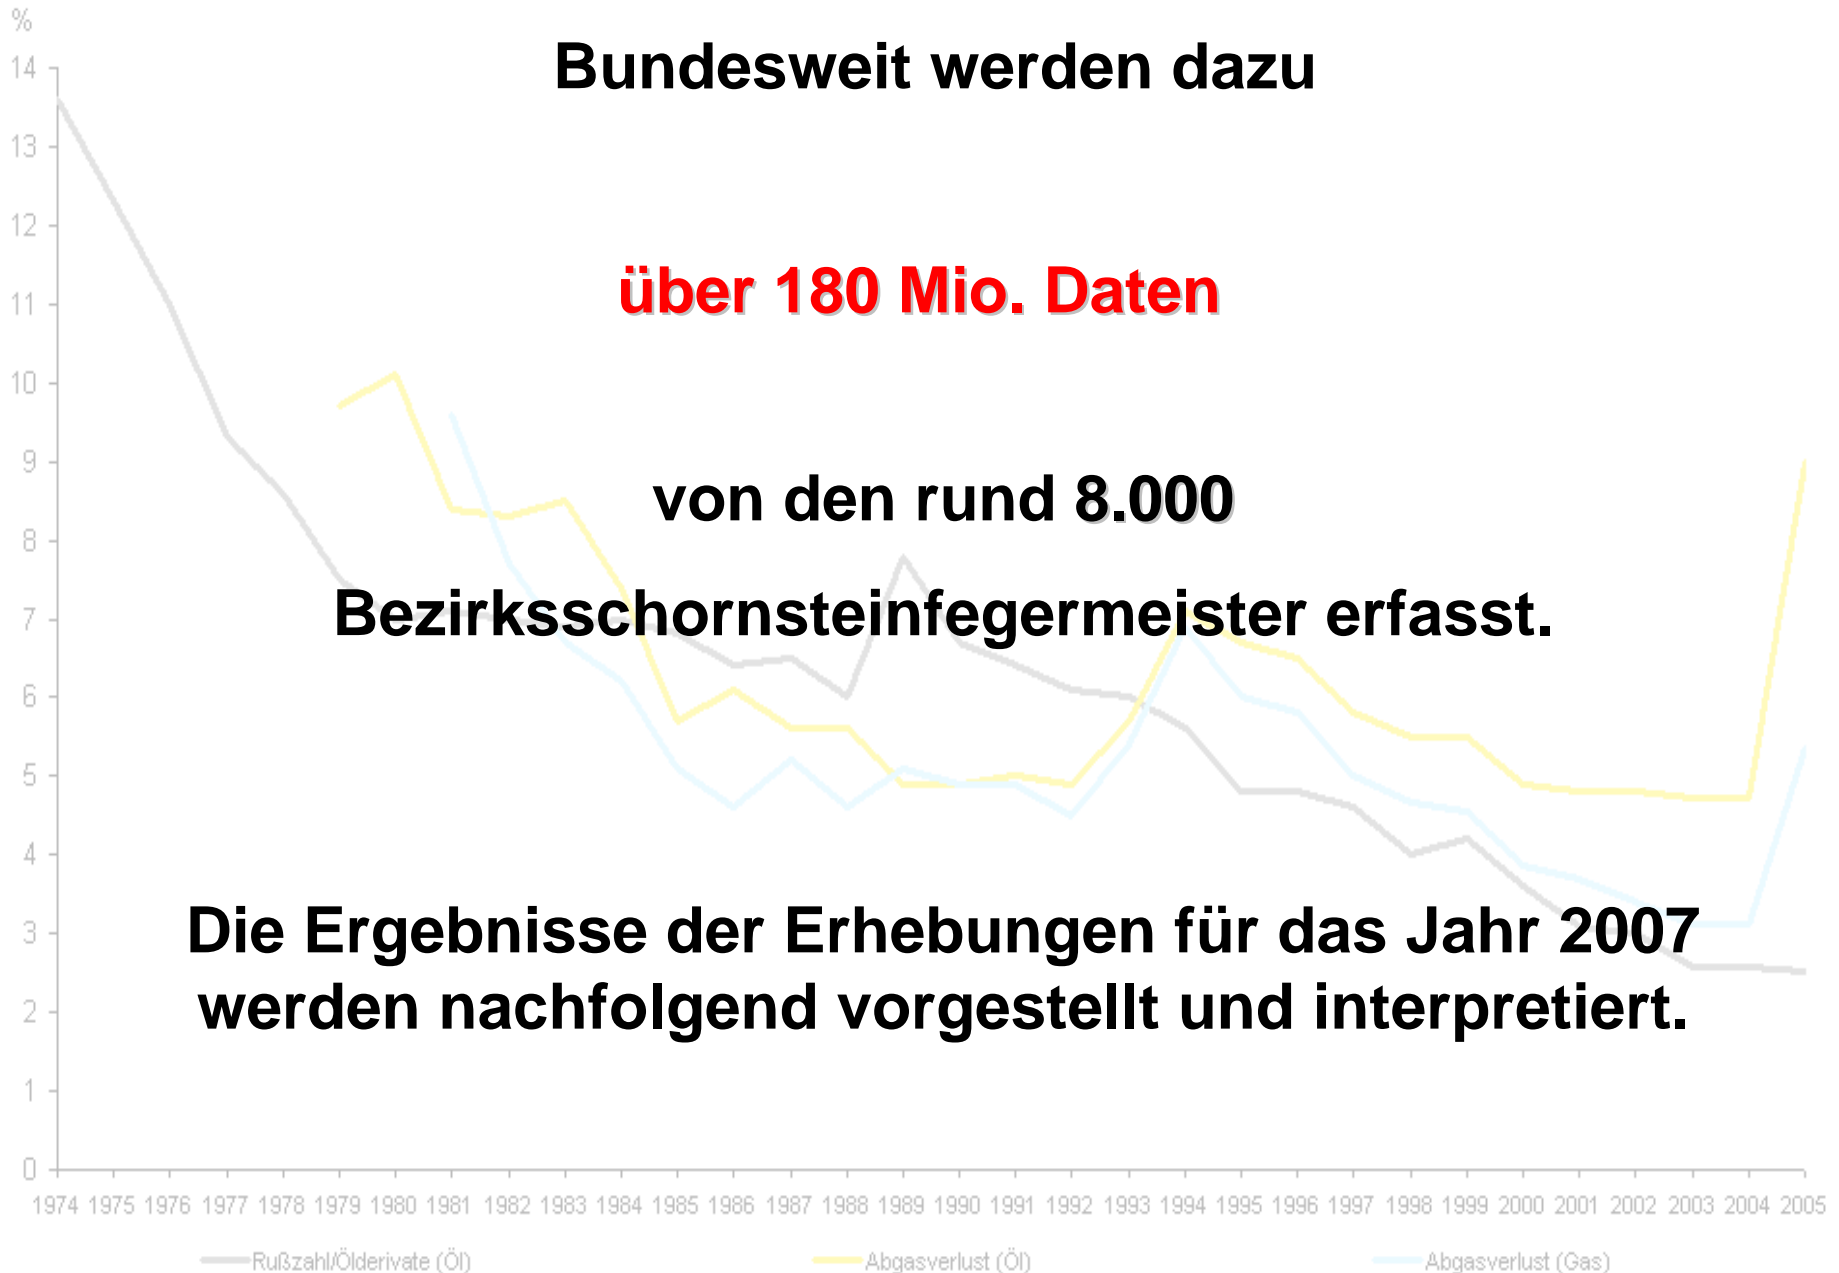 %
Bundesweit werden dazu
14
13
12
über 180 Mio. Daten
11
10
9
von den rund 8.000
8
Bezirksschornsteinfegermeister erfasst.
7
6
5
4
Die Ergebnisse der Erhebungen für das Jahr 2007
3
werden nachfolgend vorgestellt und interpretiert.
2
1
0
1974 1975 1976 1977 1978 1979 1980 1981 1982 1983 1984 1985 1986 1987 1988 1989 1990 1991 1992 1993 1994 1995 1996 1997 1998 1999 2000 2001 2002 2003 2004 2005
Rußzahl/Ölderivate (Öl) Abgasverlust (Öl) Abgasverlust (Gas)